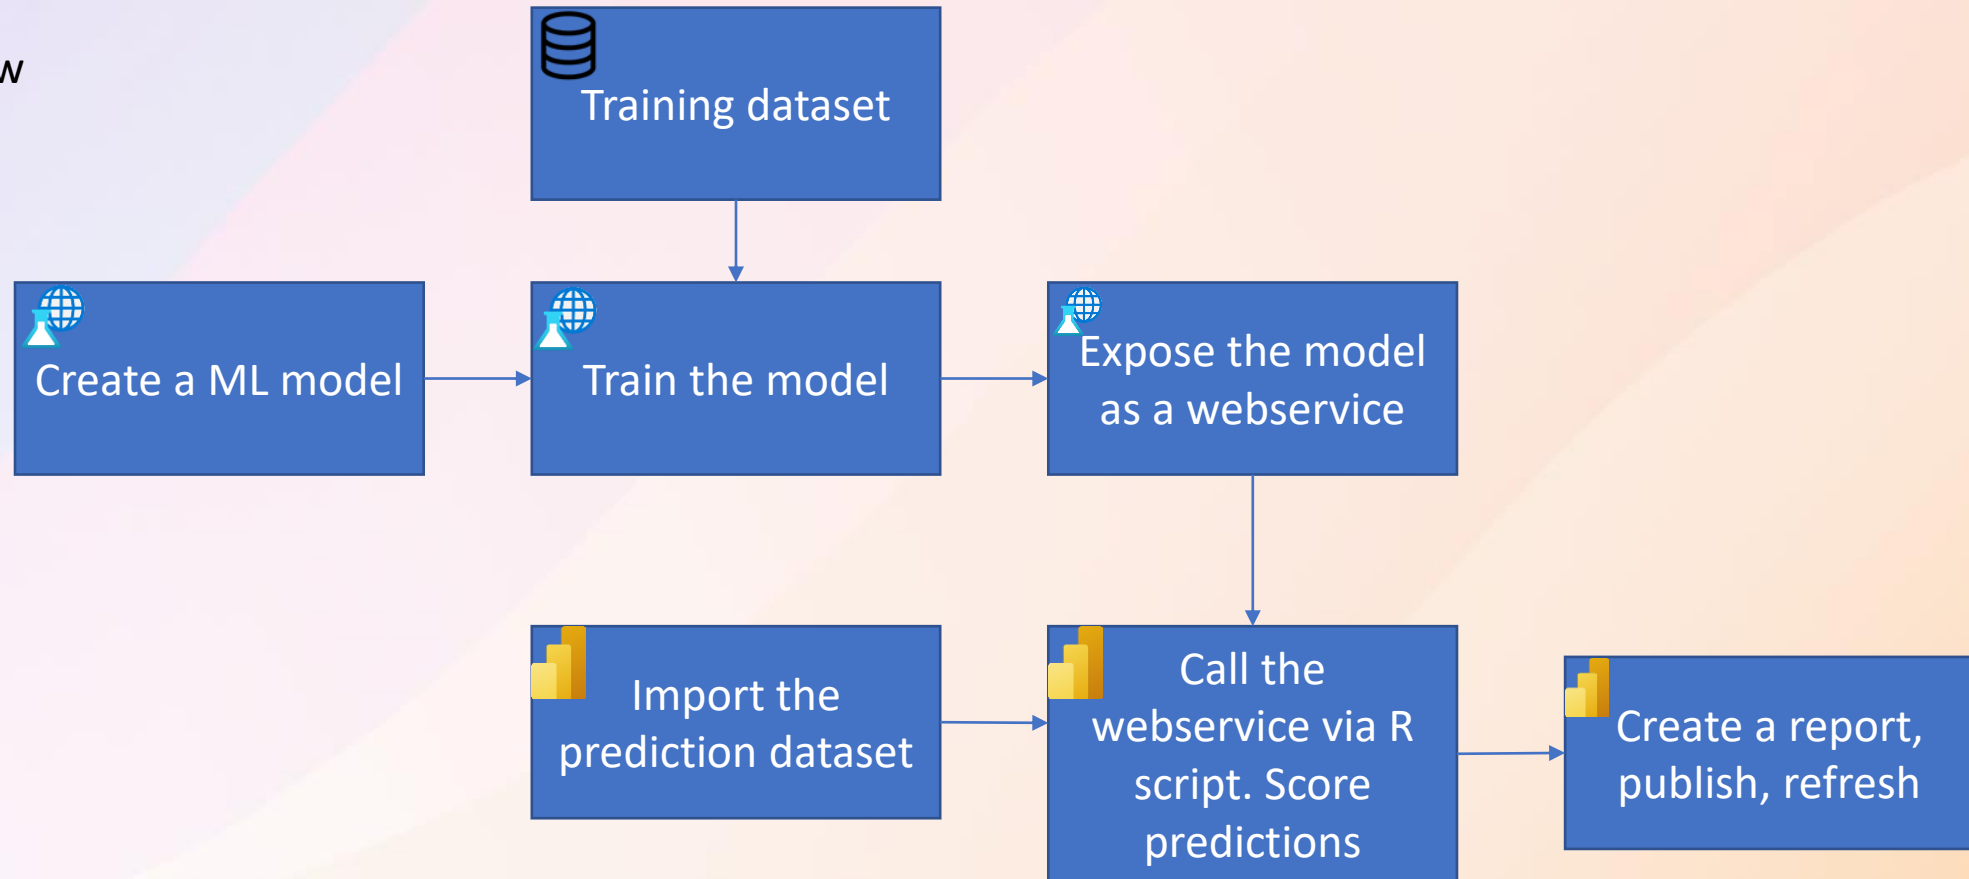 w
Training dataset
Create a ML model
Train the model
Expose the model
as a webservice
Import the
prediction dataset
Call the
webservice via R
script. Score
predictions
Create a report,
publish, refresh